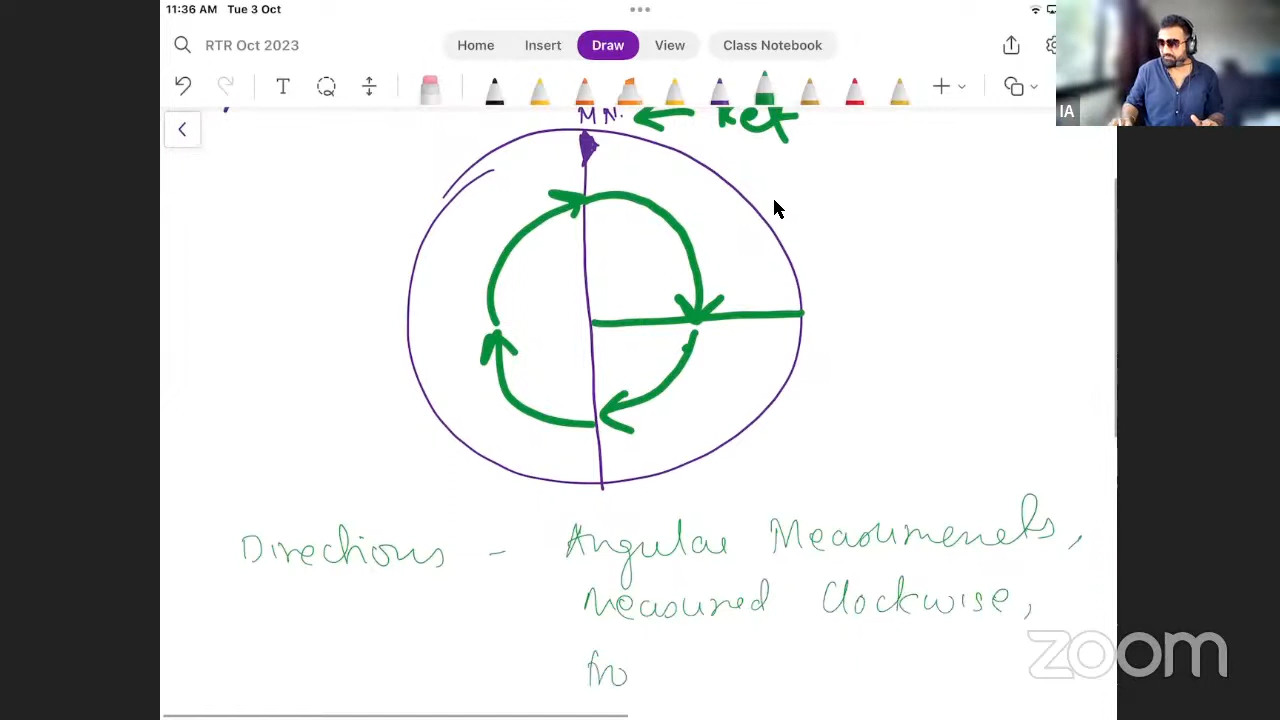 11:36 AM Tue 3 Oct
RTR Oct 2023
Home Insert Draw View Class Notebook
T
IA
M N. ← Ref
Directions - Angular Measurements,
Measured Clockwise,
fro
zoom